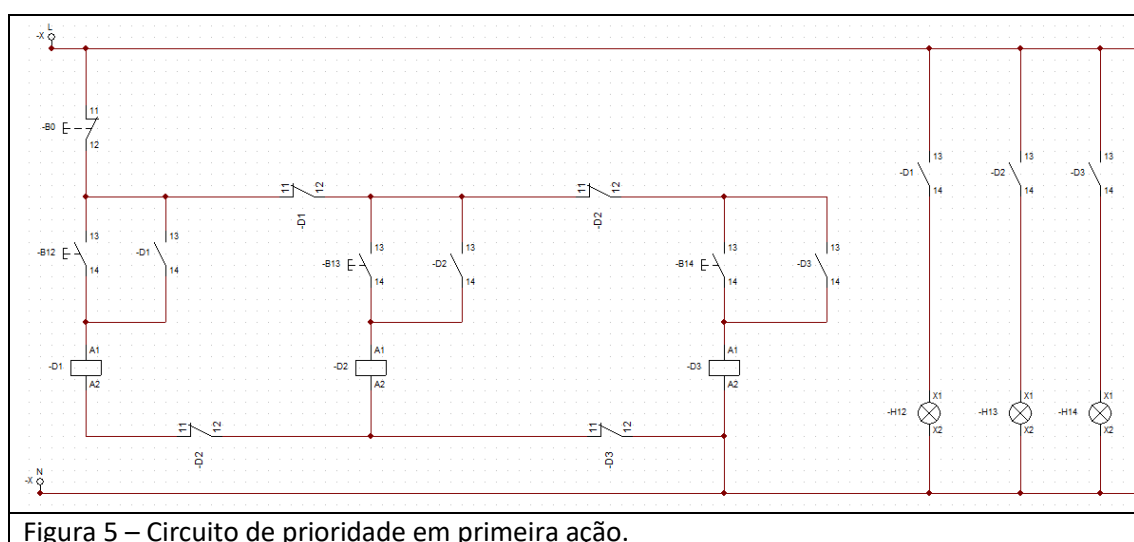 L
-X
11
-B0
12
11 12
-D1
11 12
-D2
13
-B12
14
13
-D1
14
13
-B13
14
13
-D2
14
13
-B14
14
13
-D3
14
13
-D1
14
13
-D2
14
13
-D3
14
A1
-D1
A2
A1
-D2
A2
A1
-D3
A2
X1
-H12
X2
X1
-H13
X2
X1
-H14
X2
11 12
-D2
11 12
-D3
N
-X
Figura 5 – Circuito de prioridade em primeira ação.